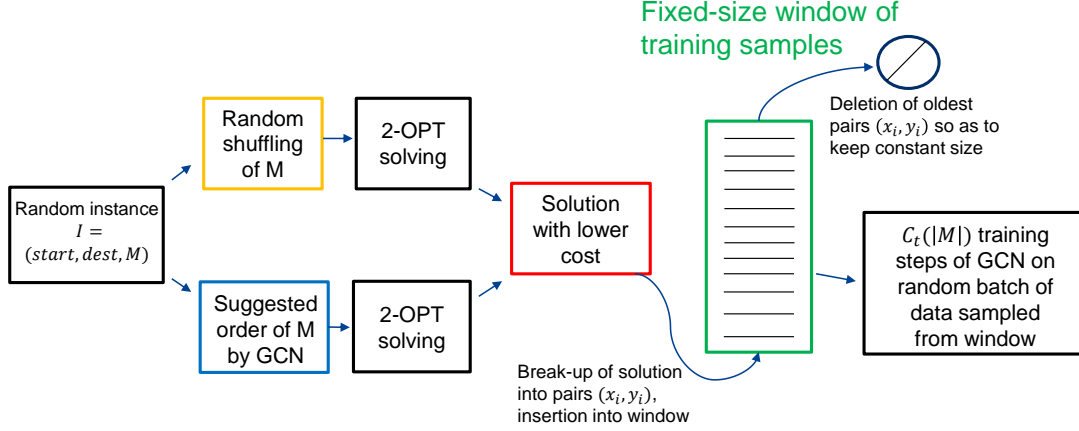 Fixed-size window of
training samples
Random
shuffling
of M
2-OPT
solving
Deletion of oldest
pairs (x_i, y_i) so as to
keep constant size
Random instance
I =
(start, dest, M)
Solution
with lower
cost
C_t(|M|) training
steps of GCN on
random batch of
data sampled
from window
Suggested
order of M
by GCN
2-OPT
solving
Break-up of solution
into pairs (x_i, y_i),
insertion into window